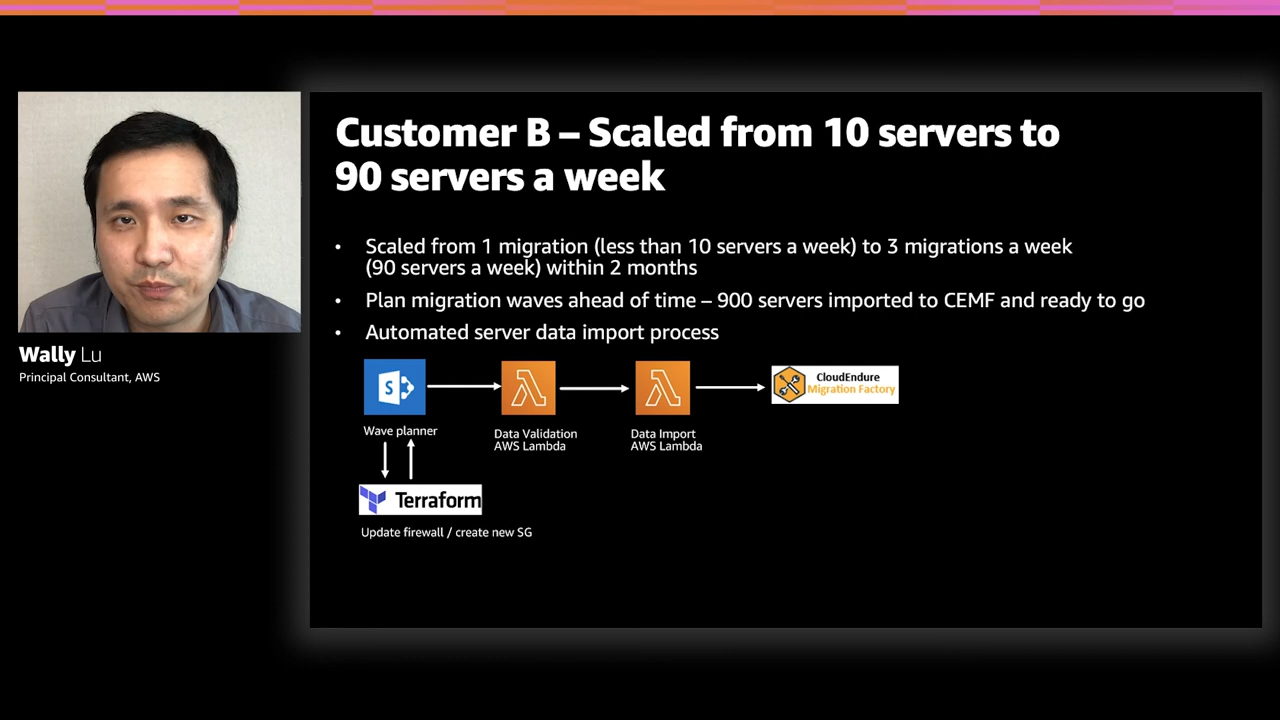 Customer B – Scaled from 10 servers to
90 servers a week
• Scaled from 1 migration (less than 10 servers a week) to 3 migrations a week
(90 servers a week) within 2 months
• Plan migration waves ahead of time – 900 servers imported to CEMF and ready to go
• Automated server data import process
Wally Lu
Principal Consultant, AWS
S
CloudEndure
Migration Factory
Wave planner
Data Validation
AWS Lambda
Data Import
AWS Lambda
Terraform
Update firewall / create new SG